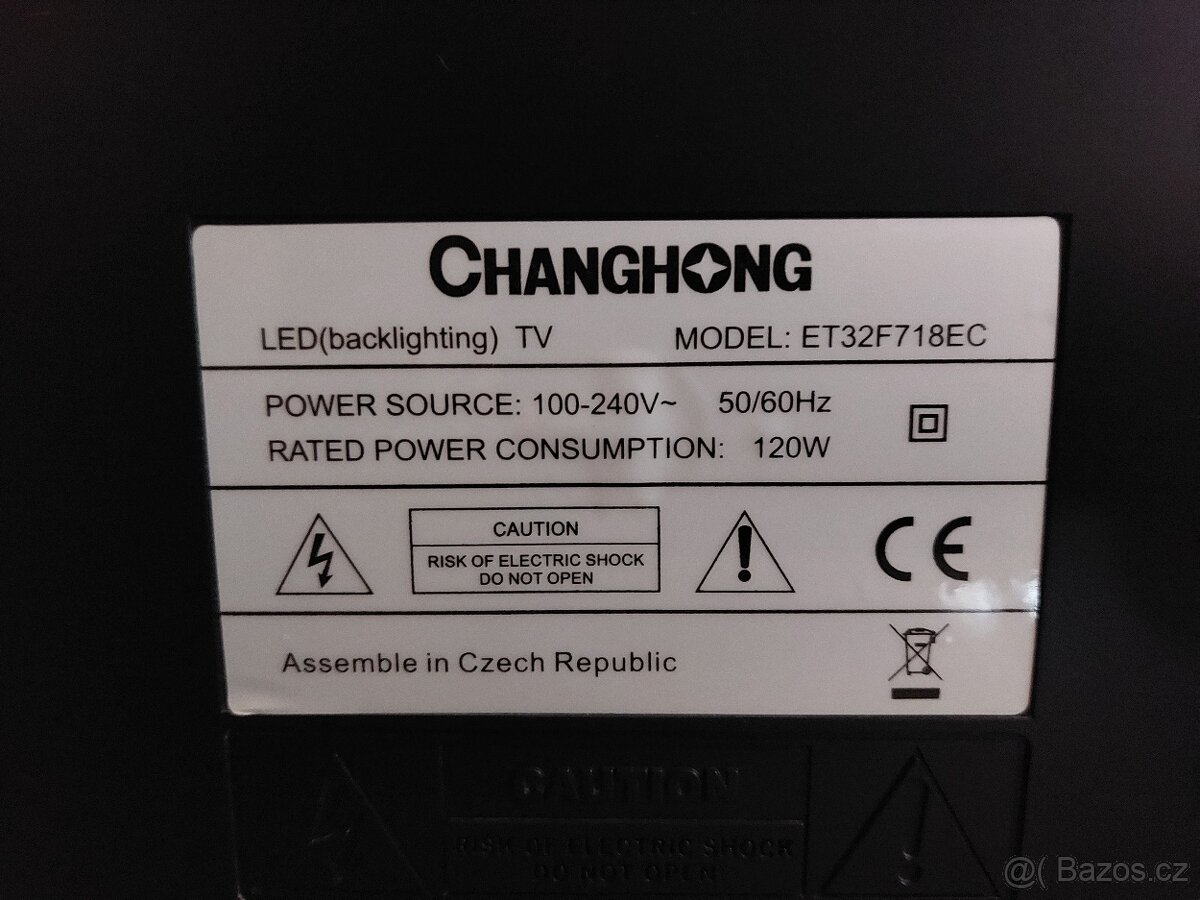 CHANGHONG
LED(backlighting) TV MODEL: ET32F718EC
POWER SOURCE: 100-240V~ 50/60Hz
RATED POWER CONSUMPTION: 120W
CAUTION
RISK OF ELECTRIC SHOCK
DO NOT OPEN
CE
Assemble in Czech Republic
CAUTION
RISK OF ELECTRIC SHOCK
DO NOT OPEN
@( Bazos.cz